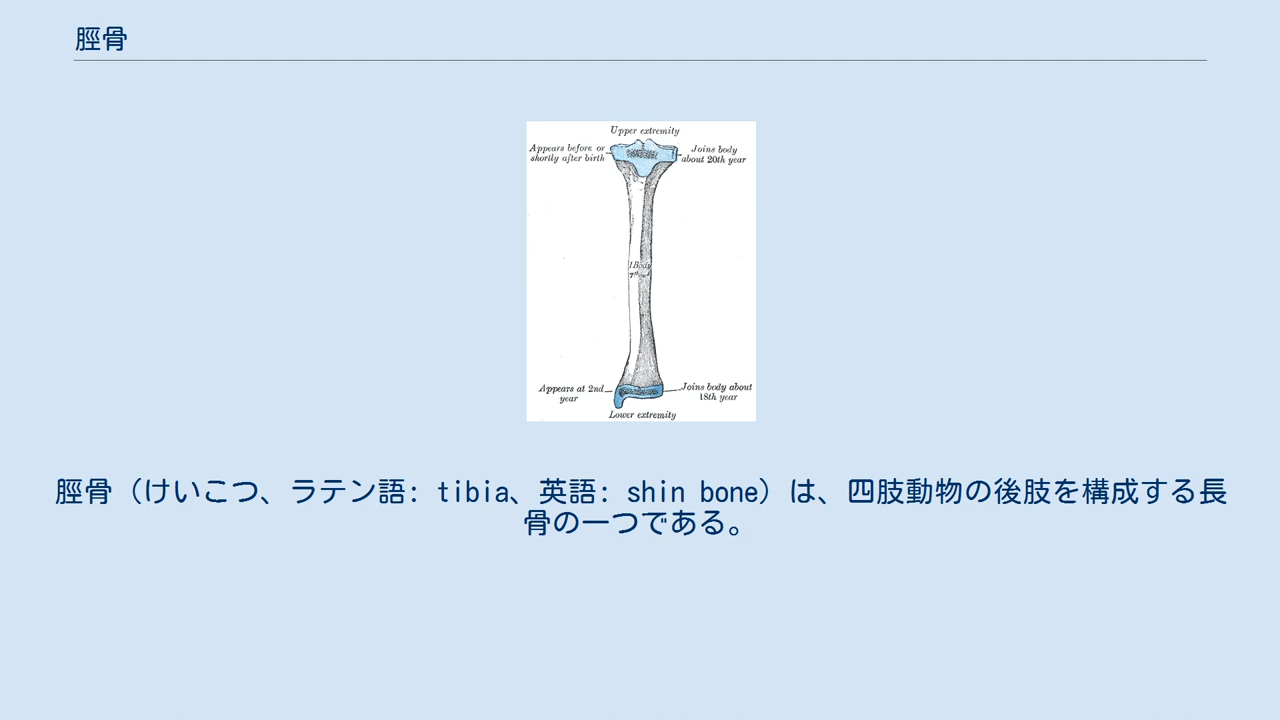 脛骨
Upper extremity
Appears before or
shortly after birth
Joins body
about 20th year
Body
Appears at 2nd
year
Joins body about
18th year
Lower extremity
脛骨（けいこつ、ラテン語: tibia、英語: shin bone）は、四肢動物の後肢を構成する長
骨の一つである。